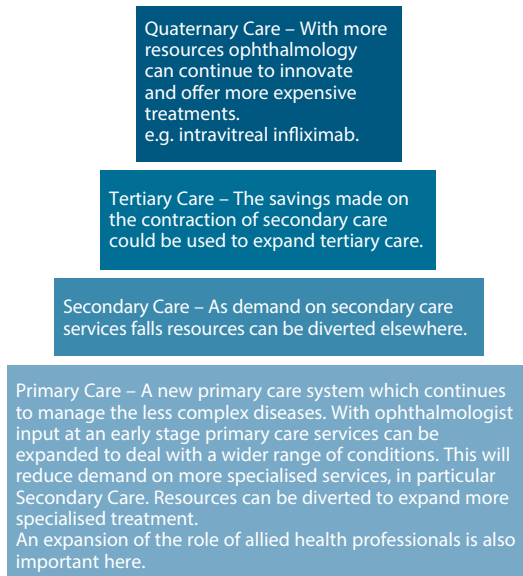 Quaternary Care – With more
resources ophthalmology
can continue to innovate
and offer more expensive
treatments.
e.g. intravitreal infliximab.
Tertiary Care – The savings made on
the contraction of secondary care
could be used to expand tertiary care.
Secondary Care – As demand on secondary care
services falls resources can be diverted elsewhere.
Primary Care – A new primary care system which continues
to manage the less complex diseases. With ophthalmologist
input at an early stage primary care services can be
expanded to deal with a wider range of conditions. This will
reduce demand on more specialised services, in particular
Secondary Care. Resources can be diverted to expand more
specialised treatment.
An expansion of the role of allied health professionals is also
important here.